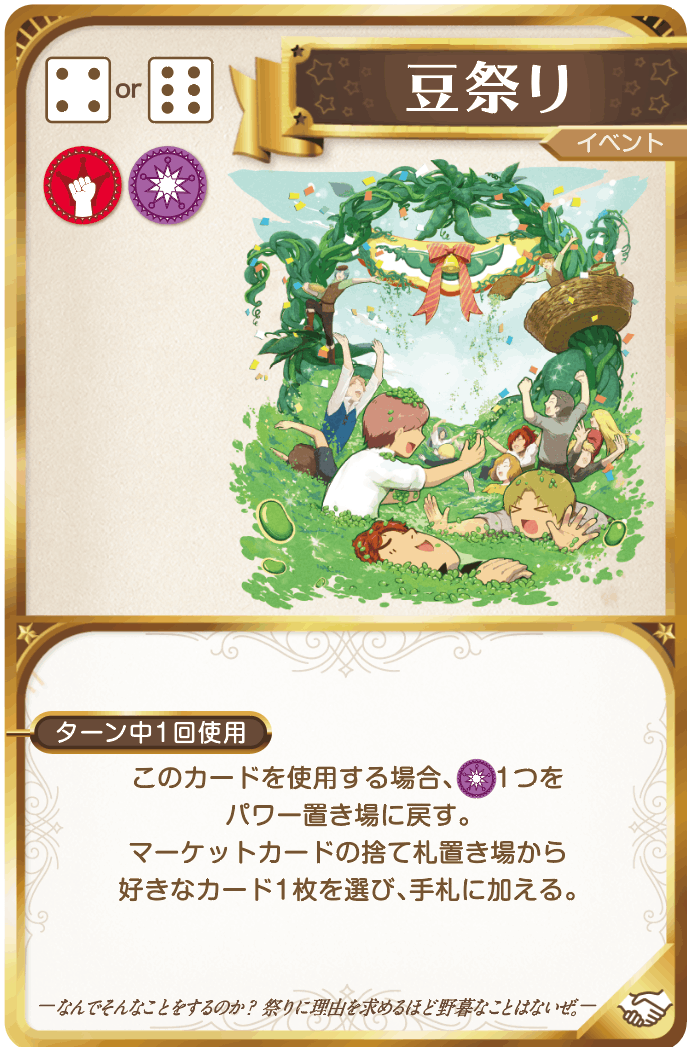 or
豆祭り
イベント
ターン中1回使用
このカードを使用する場合、1つを
パワー置き場に戻す。
マーケットカードの捨て札置き場から
好きなカード1枚を選び、手札に加える。
―なんでそんなことをするのか? 祭りに理由を求めるほど野暮なことはないぜ。―